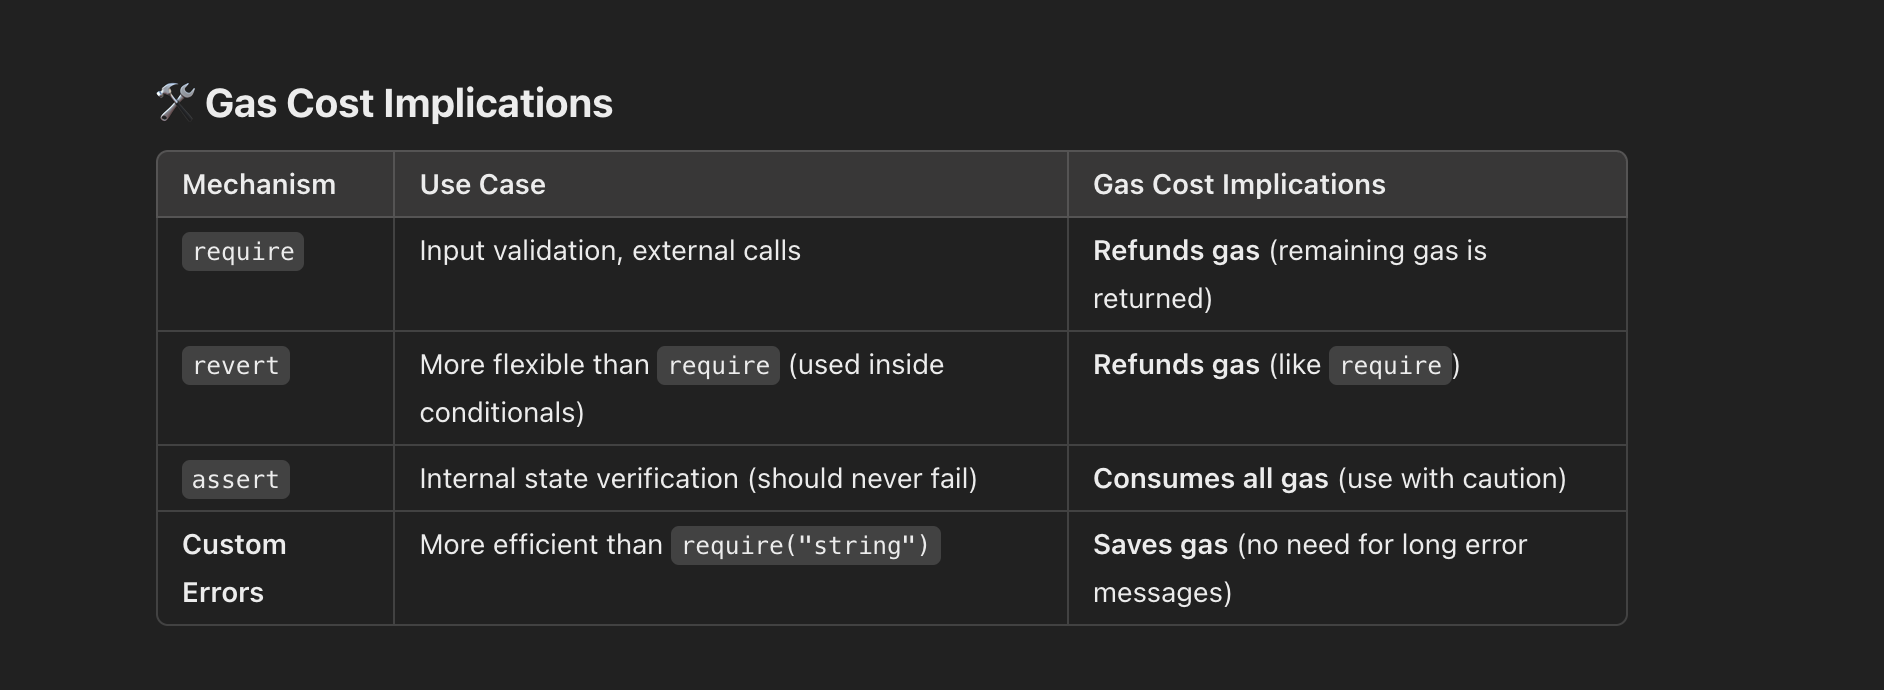 🛠 Gas Cost Implications
Mechanism Use Case Gas Cost Implications
require Input validation, external calls Refunds gas (remaining gas is
returned)
revert More flexible than require (used inside Refunds gas (like require)
conditionals)
assert Internal state verification (should never fail) Consumes all gas (use with caution)
Custom More efficient than require("string") Saves gas (no need for long error
Errors messages)